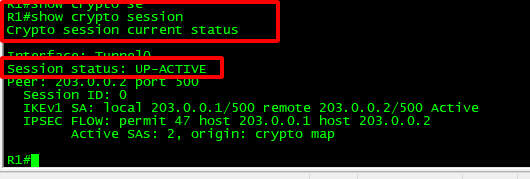 R1#show crypto se
R1#show crypto session
Crypto session current status
Interface: Tunnel0
Session status: UP-ACTIVE
Peer: 203.0.0.2 port 500
Session ID: 0
IKEv1 SA: local 203.0.0.1/500 remote 203.0.0.2/500 Active
IPSEC FLOW: permit 47 host 203.0.0.1 host 203.0.0.2
Active SAs: 2, origin: crypto map
R1#